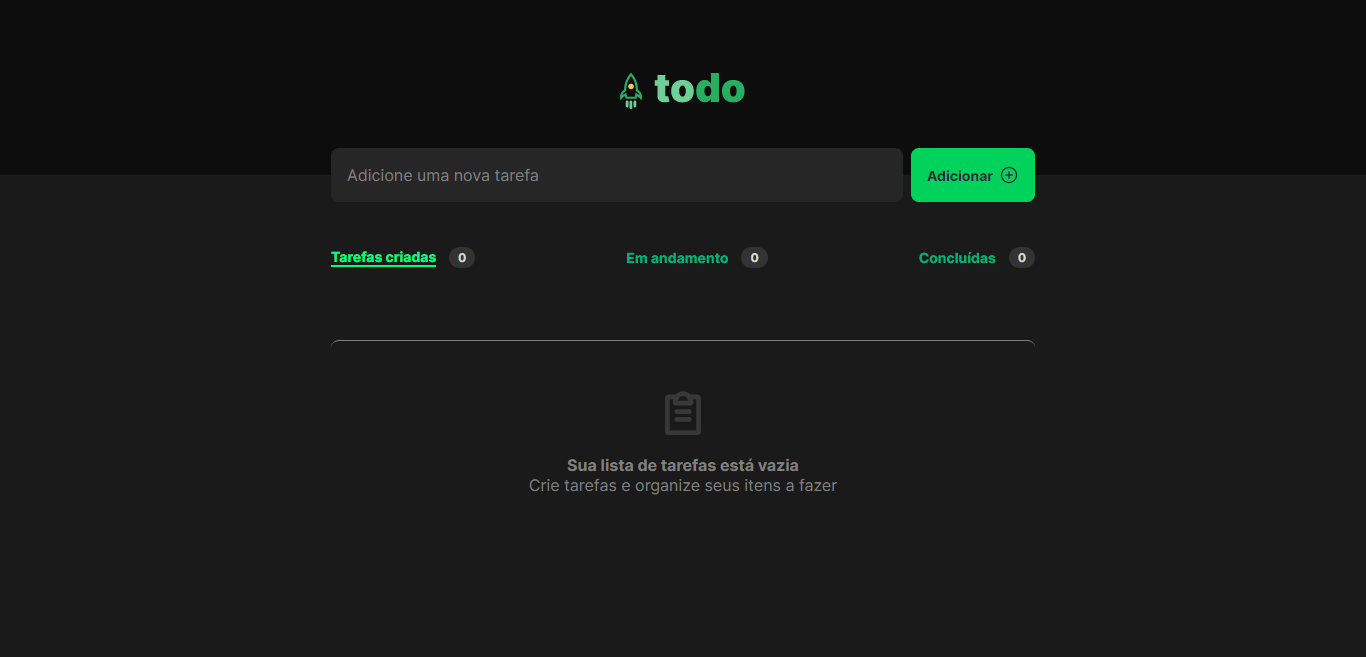 todo
Adicione uma nova tarefa
Adicionar
Tarefas criadas 0
Em andamento 0
Concluídas 0
Sua lista de tarefas está vazia
Crie tarefas e organize seus itens a fazer